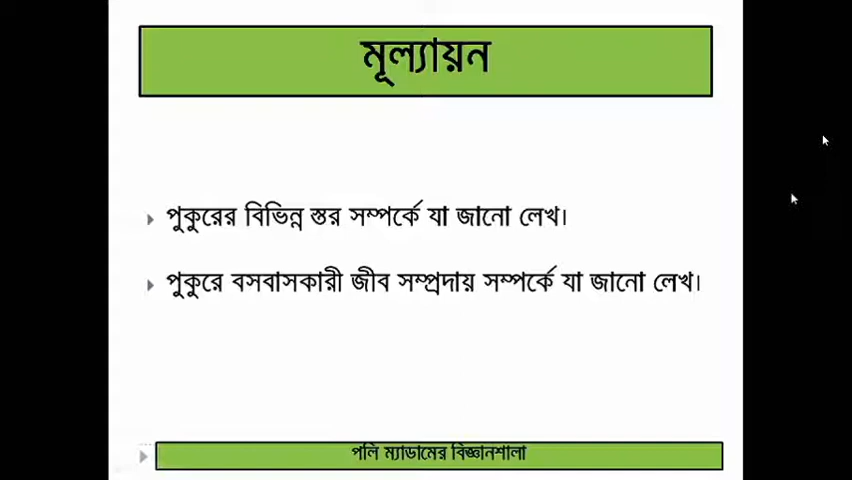 মূল্যায়ন
পুকুরের বিভিন্ন স্তর সম্পর্কে যা জানো লেখ।
পুকুরে বসবাসকারী জীব সম্প্রদায় সম্পর্কে যা জানো লেখ।
পলি ম্যাডামের বিজ্ঞানশালা